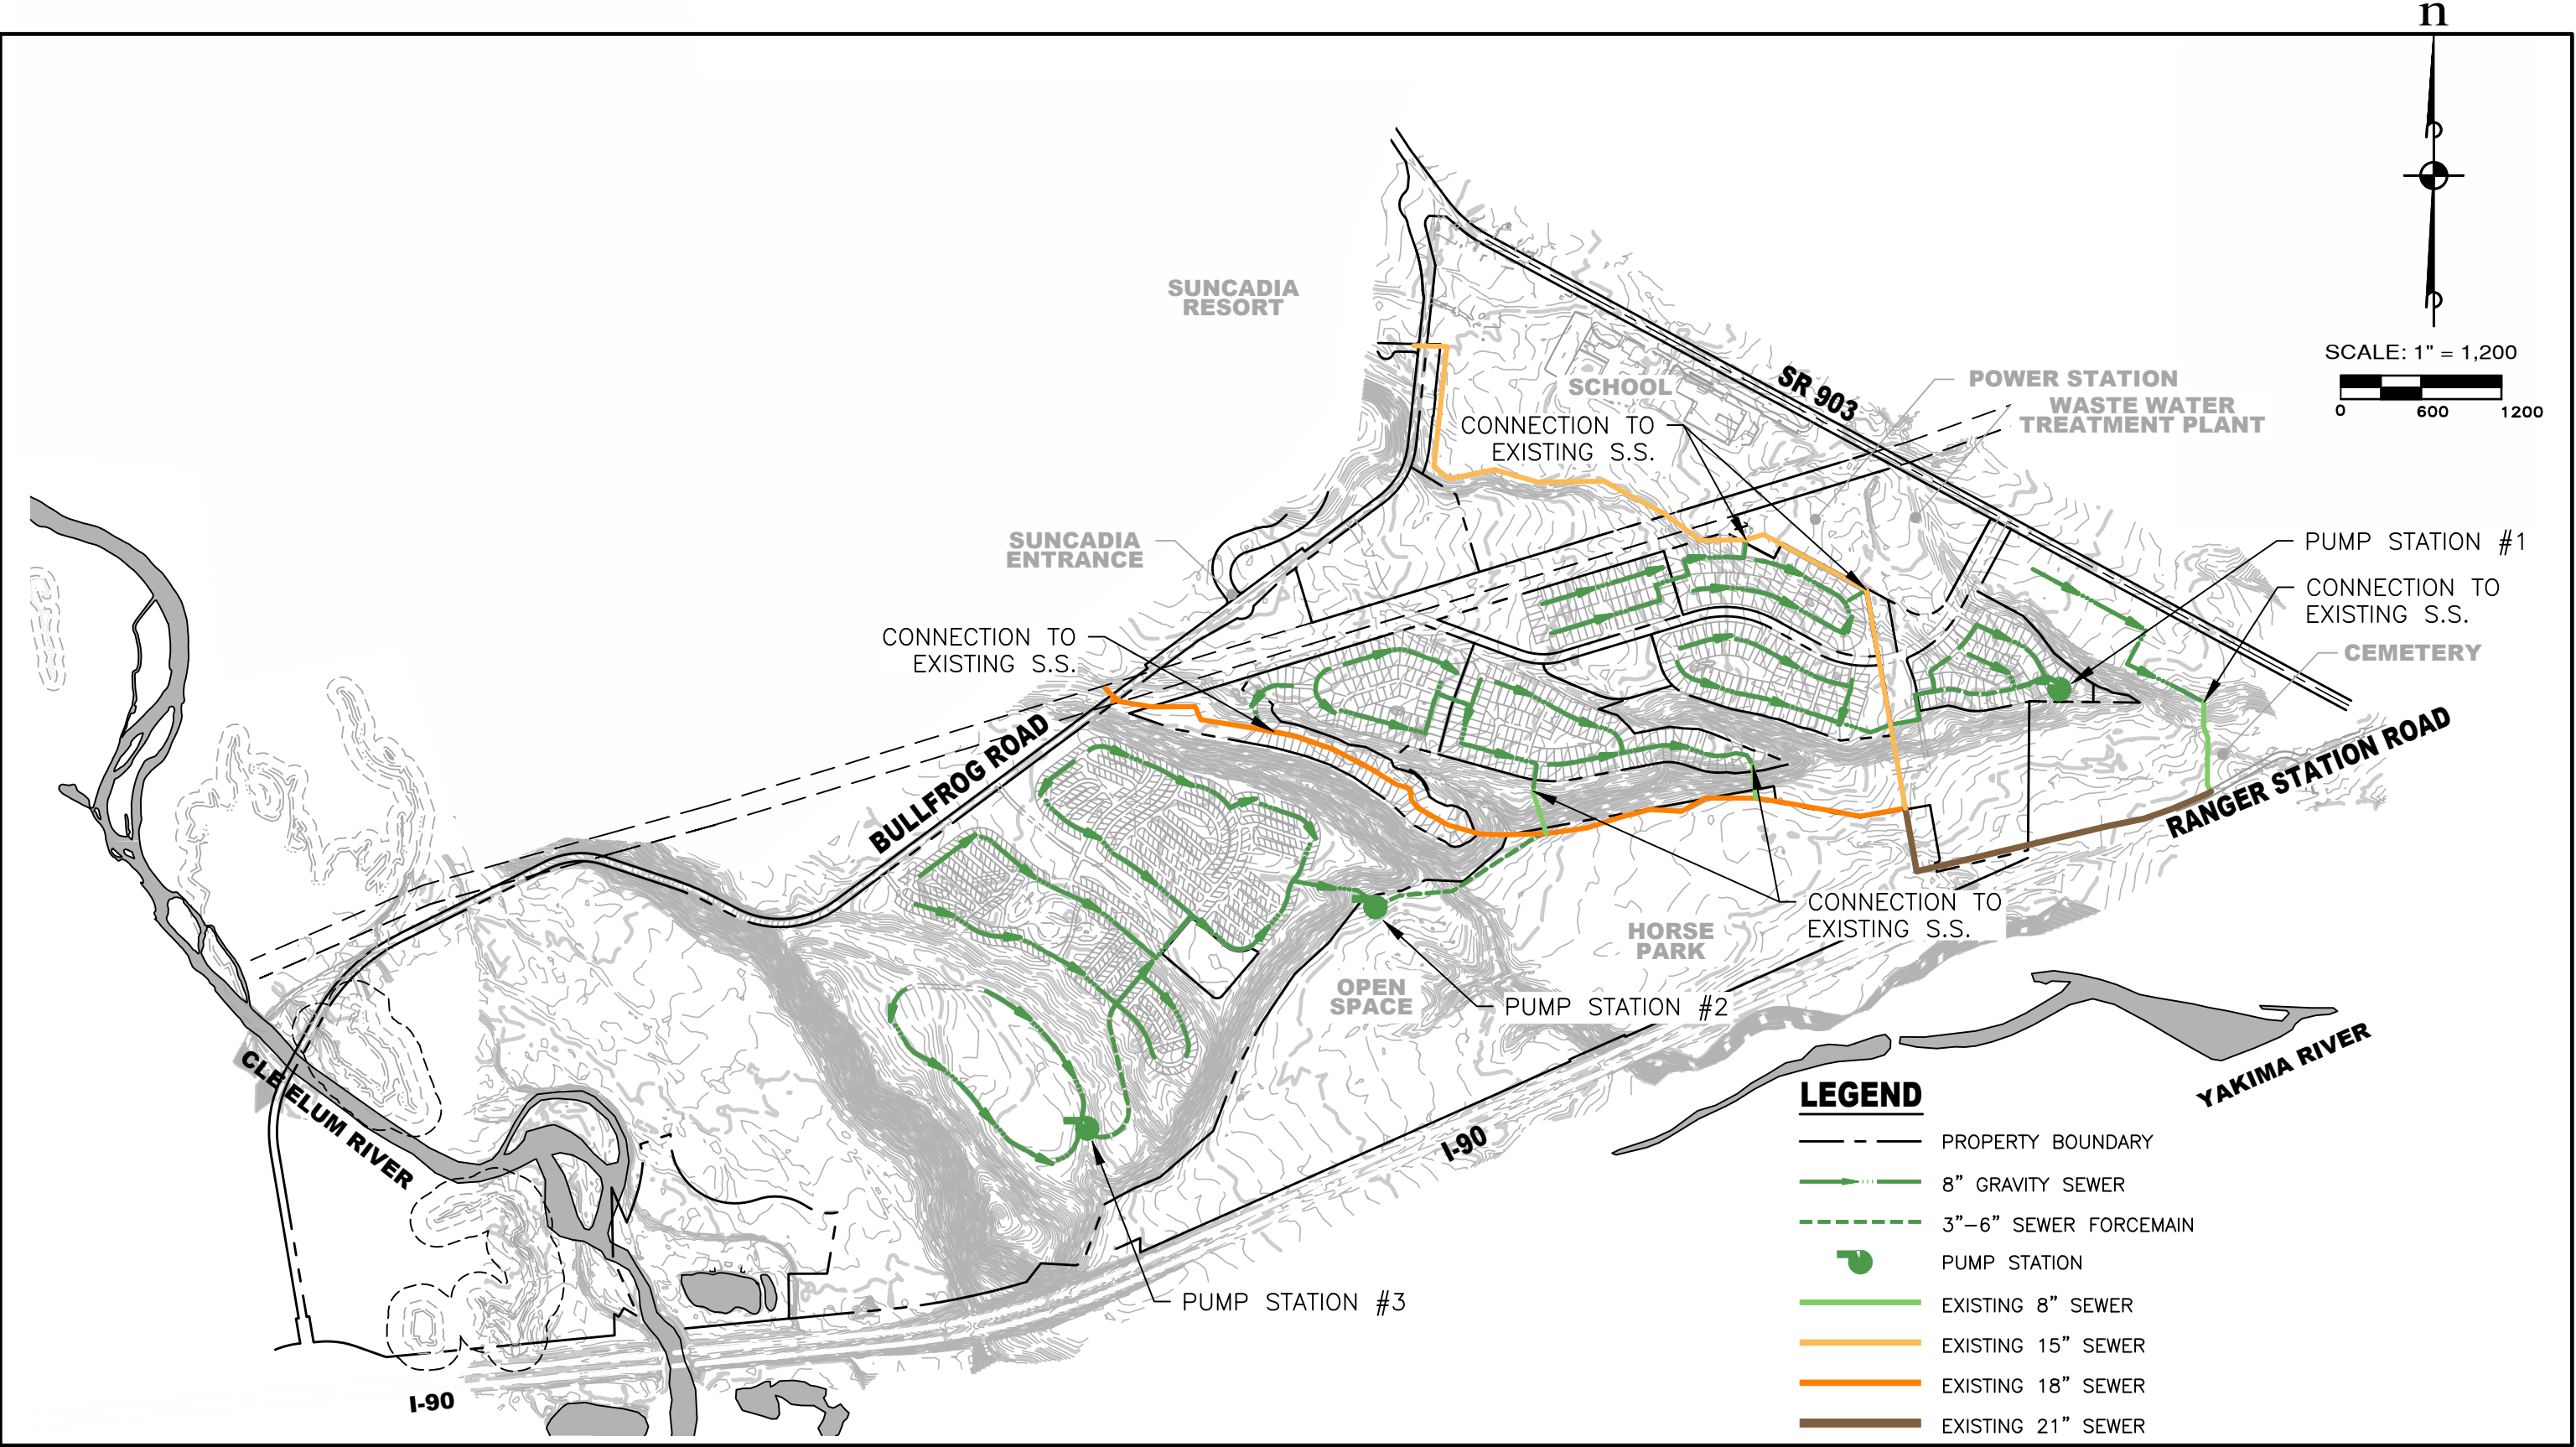 n
SCALE: 1" = 1,200
0 600 1200
SUNCADIA
RESORT
SCHOOL
SR 903
POWER STATION
WASTE WATER
TREATMENT PLANT
CONNECTION TO
EXISTING S.S.
SUNCADIA
ENTRANCE
PUMP STATION #1
CONNECTION TO
EXISTING S.S.
CEMETERY
CONNECTION TO
EXISTING S.S.
BULLFROG ROAD
RANGER STATION ROAD
CONNECTION TO
EXISTING S.S.
HORSE
PARK
OPEN
SPACE
PUMP STATION #2
CLE ELUM RIVER
YAKIMA RIVER
I-90
PUMP STATION #3
I-90
LEGEND
PROPERTY BOUNDARY
8” GRAVITY SEWER
3”–6” SEWER FORCEMAIN
PUMP STATION
EXISTING 8” SEWER
EXISTING 15” SEWER
EXISTING 18” SEWER
EXISTING 21” SEWER